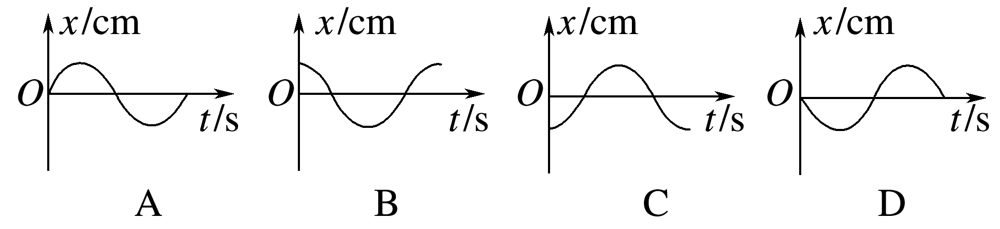 x/cm x/cm x/cm x/cm
O O O O
t/s t/s t/s t/s
A B C D